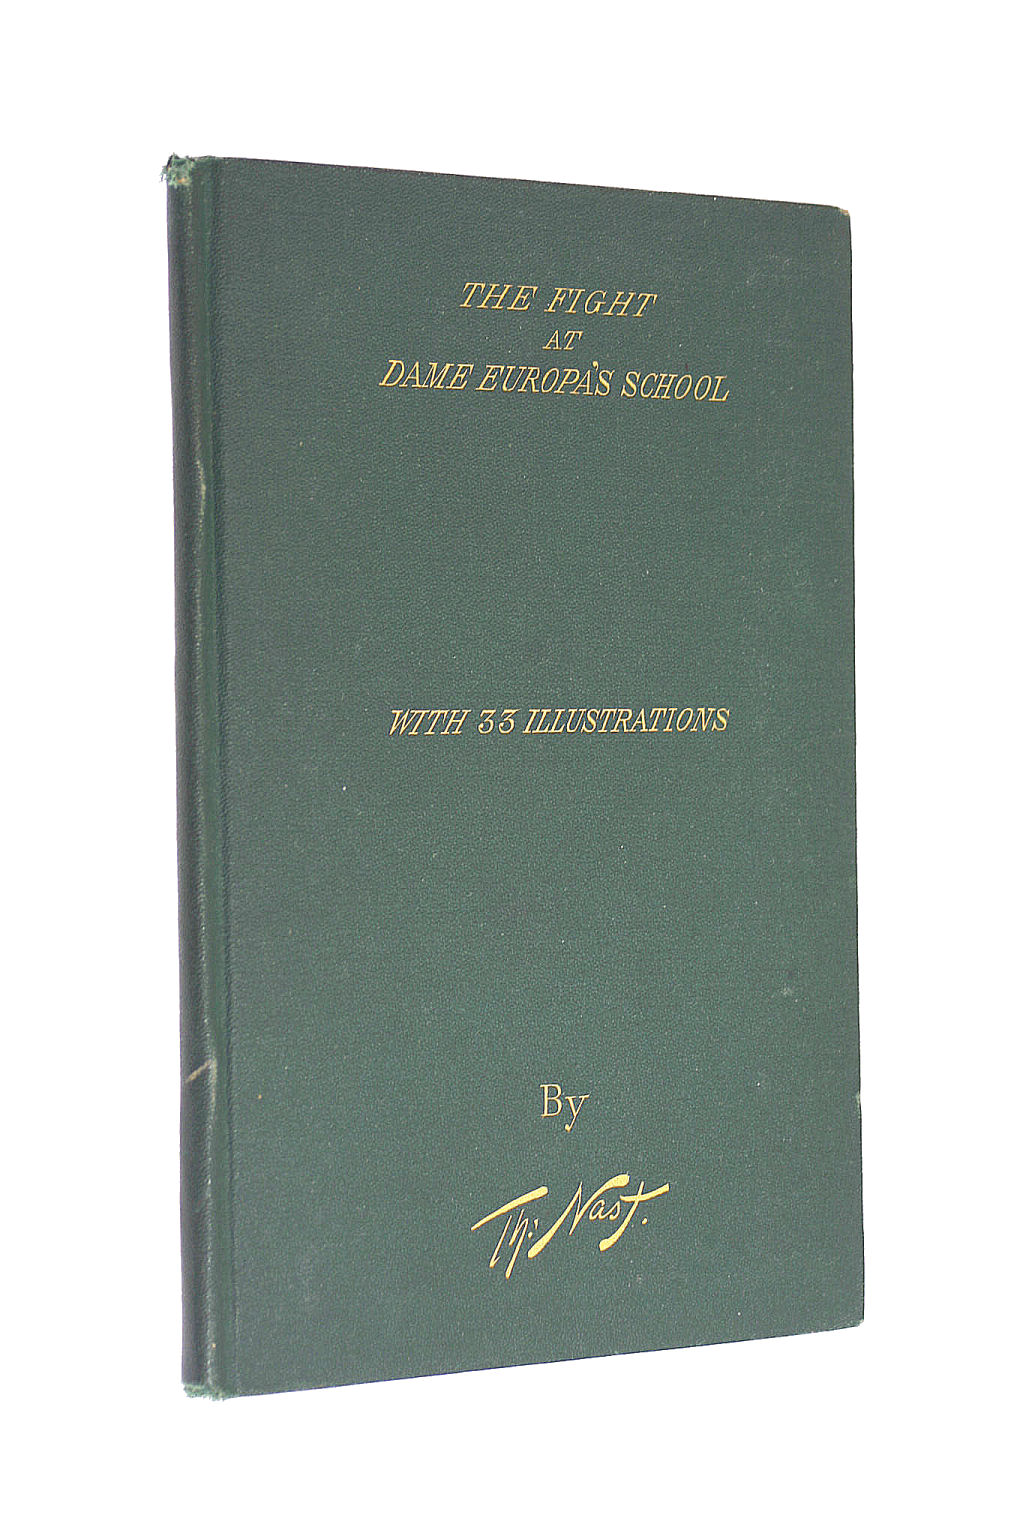 THE FIGHT
AT
DAME EUROPA'S SCHOOL
WITH 33 ILLUSTRATIONS
By
Th: Nast.